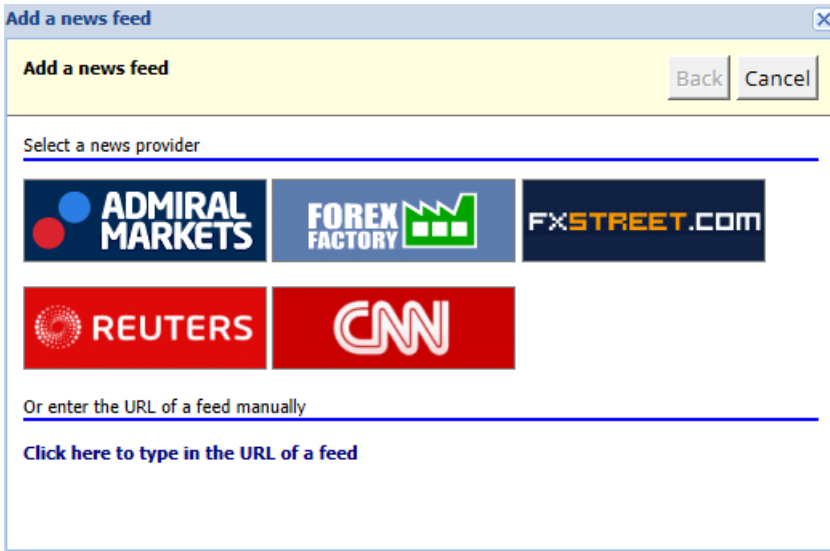 Add a news feed
Add a news feed
Back Cancel
Select a news provider
ADMIRAL
MARKETS
FOREX
FACTORY
FXSTREET.COM
REUTERS
CNN
Or enter the URL of a feed manually
Click here to type in the URL of a feed